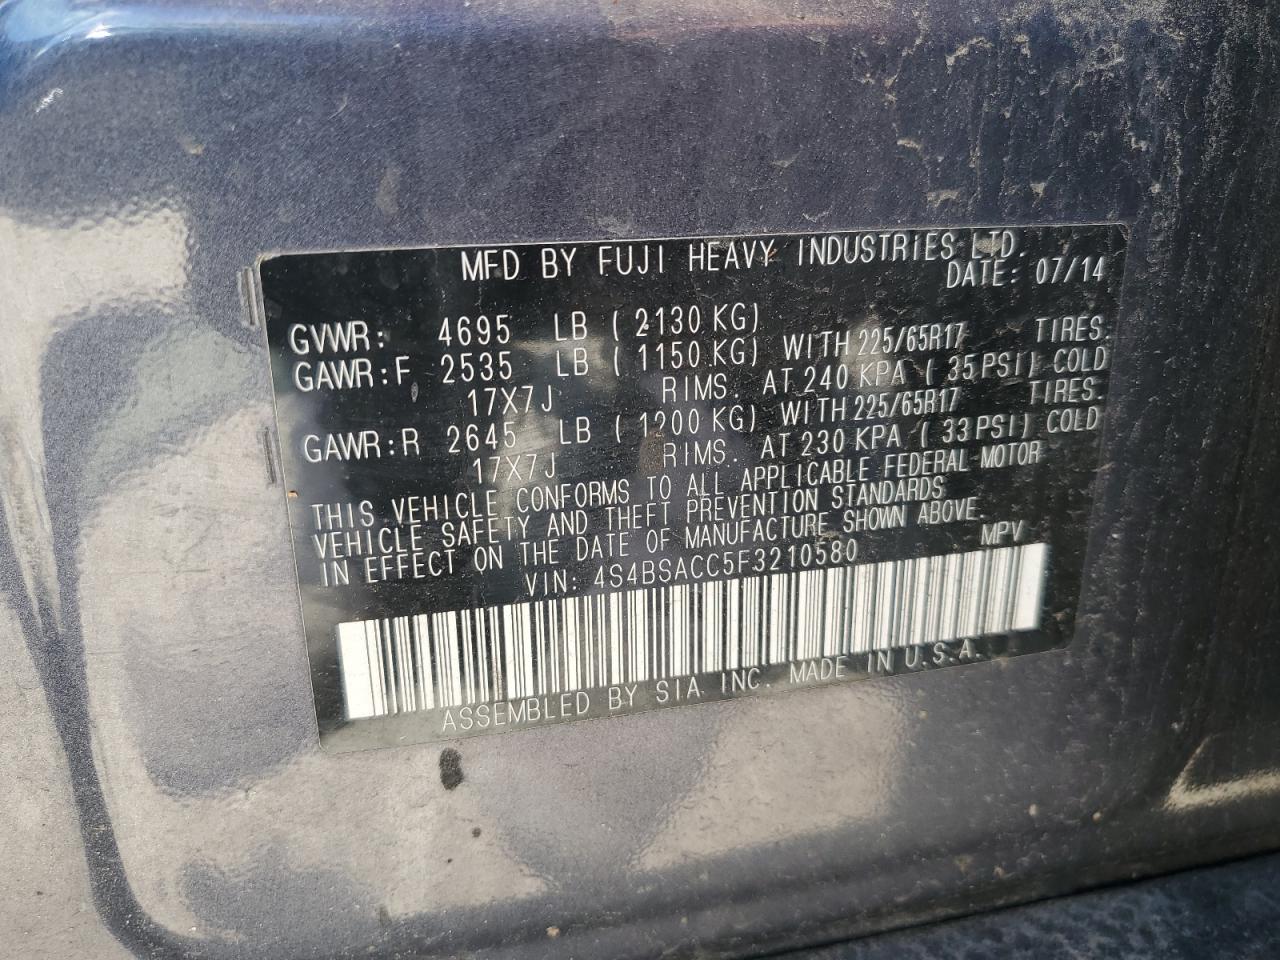 MFD BY FUJI HEAVY INDUSTRIES LTD.
DATE: 07/14
GVWR: 4695 LB ( 2130 KG)
GAWR:F 2535 LB ( 1150 KG) WITH 225/65R17 TIRES.
17X7J RIMS. AT 240 KPA ( 35PSI) COLD
GAWR:R 2645 LB ( 1200 KG) WITH 225/65R17 TIRES.
17X7J RIMS. AT 230 KPA ( 33PSI) COLD
THIS VEHICLE CONFORMS TO ALL APPLICABLE FEDERAL MOTOR
VEHICLE SAFETY AND THEFT PREVENTION STANDARDS
IN EFFECT ON THE DATE OF MANUFACTURE SHOWN ABOVE.
VIN: 4S4BSACC5F3210580 MPV
ASSEMBLED BY SIA INC. MADE IN U.S.A.